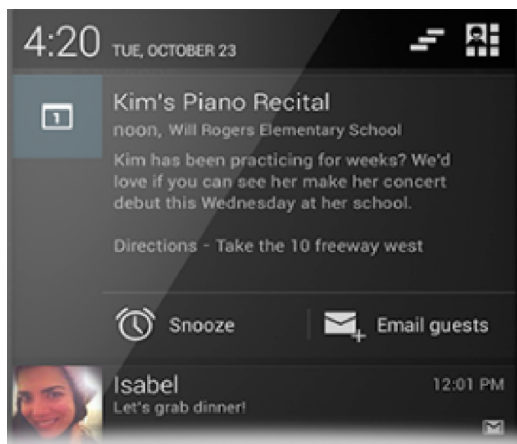 4:20 TUE, OCTOBER 23
1
Kim's Piano Recital
noon, Will Rogers Elementary School
Kim has been practicing for weeks? We'd
love if you can see her make her concert
debut this Wednesday at her school.
Directions - Take the 10 freeway west
Snooze Email guests
Isabel 12:01 PM
Let's grab dinner!